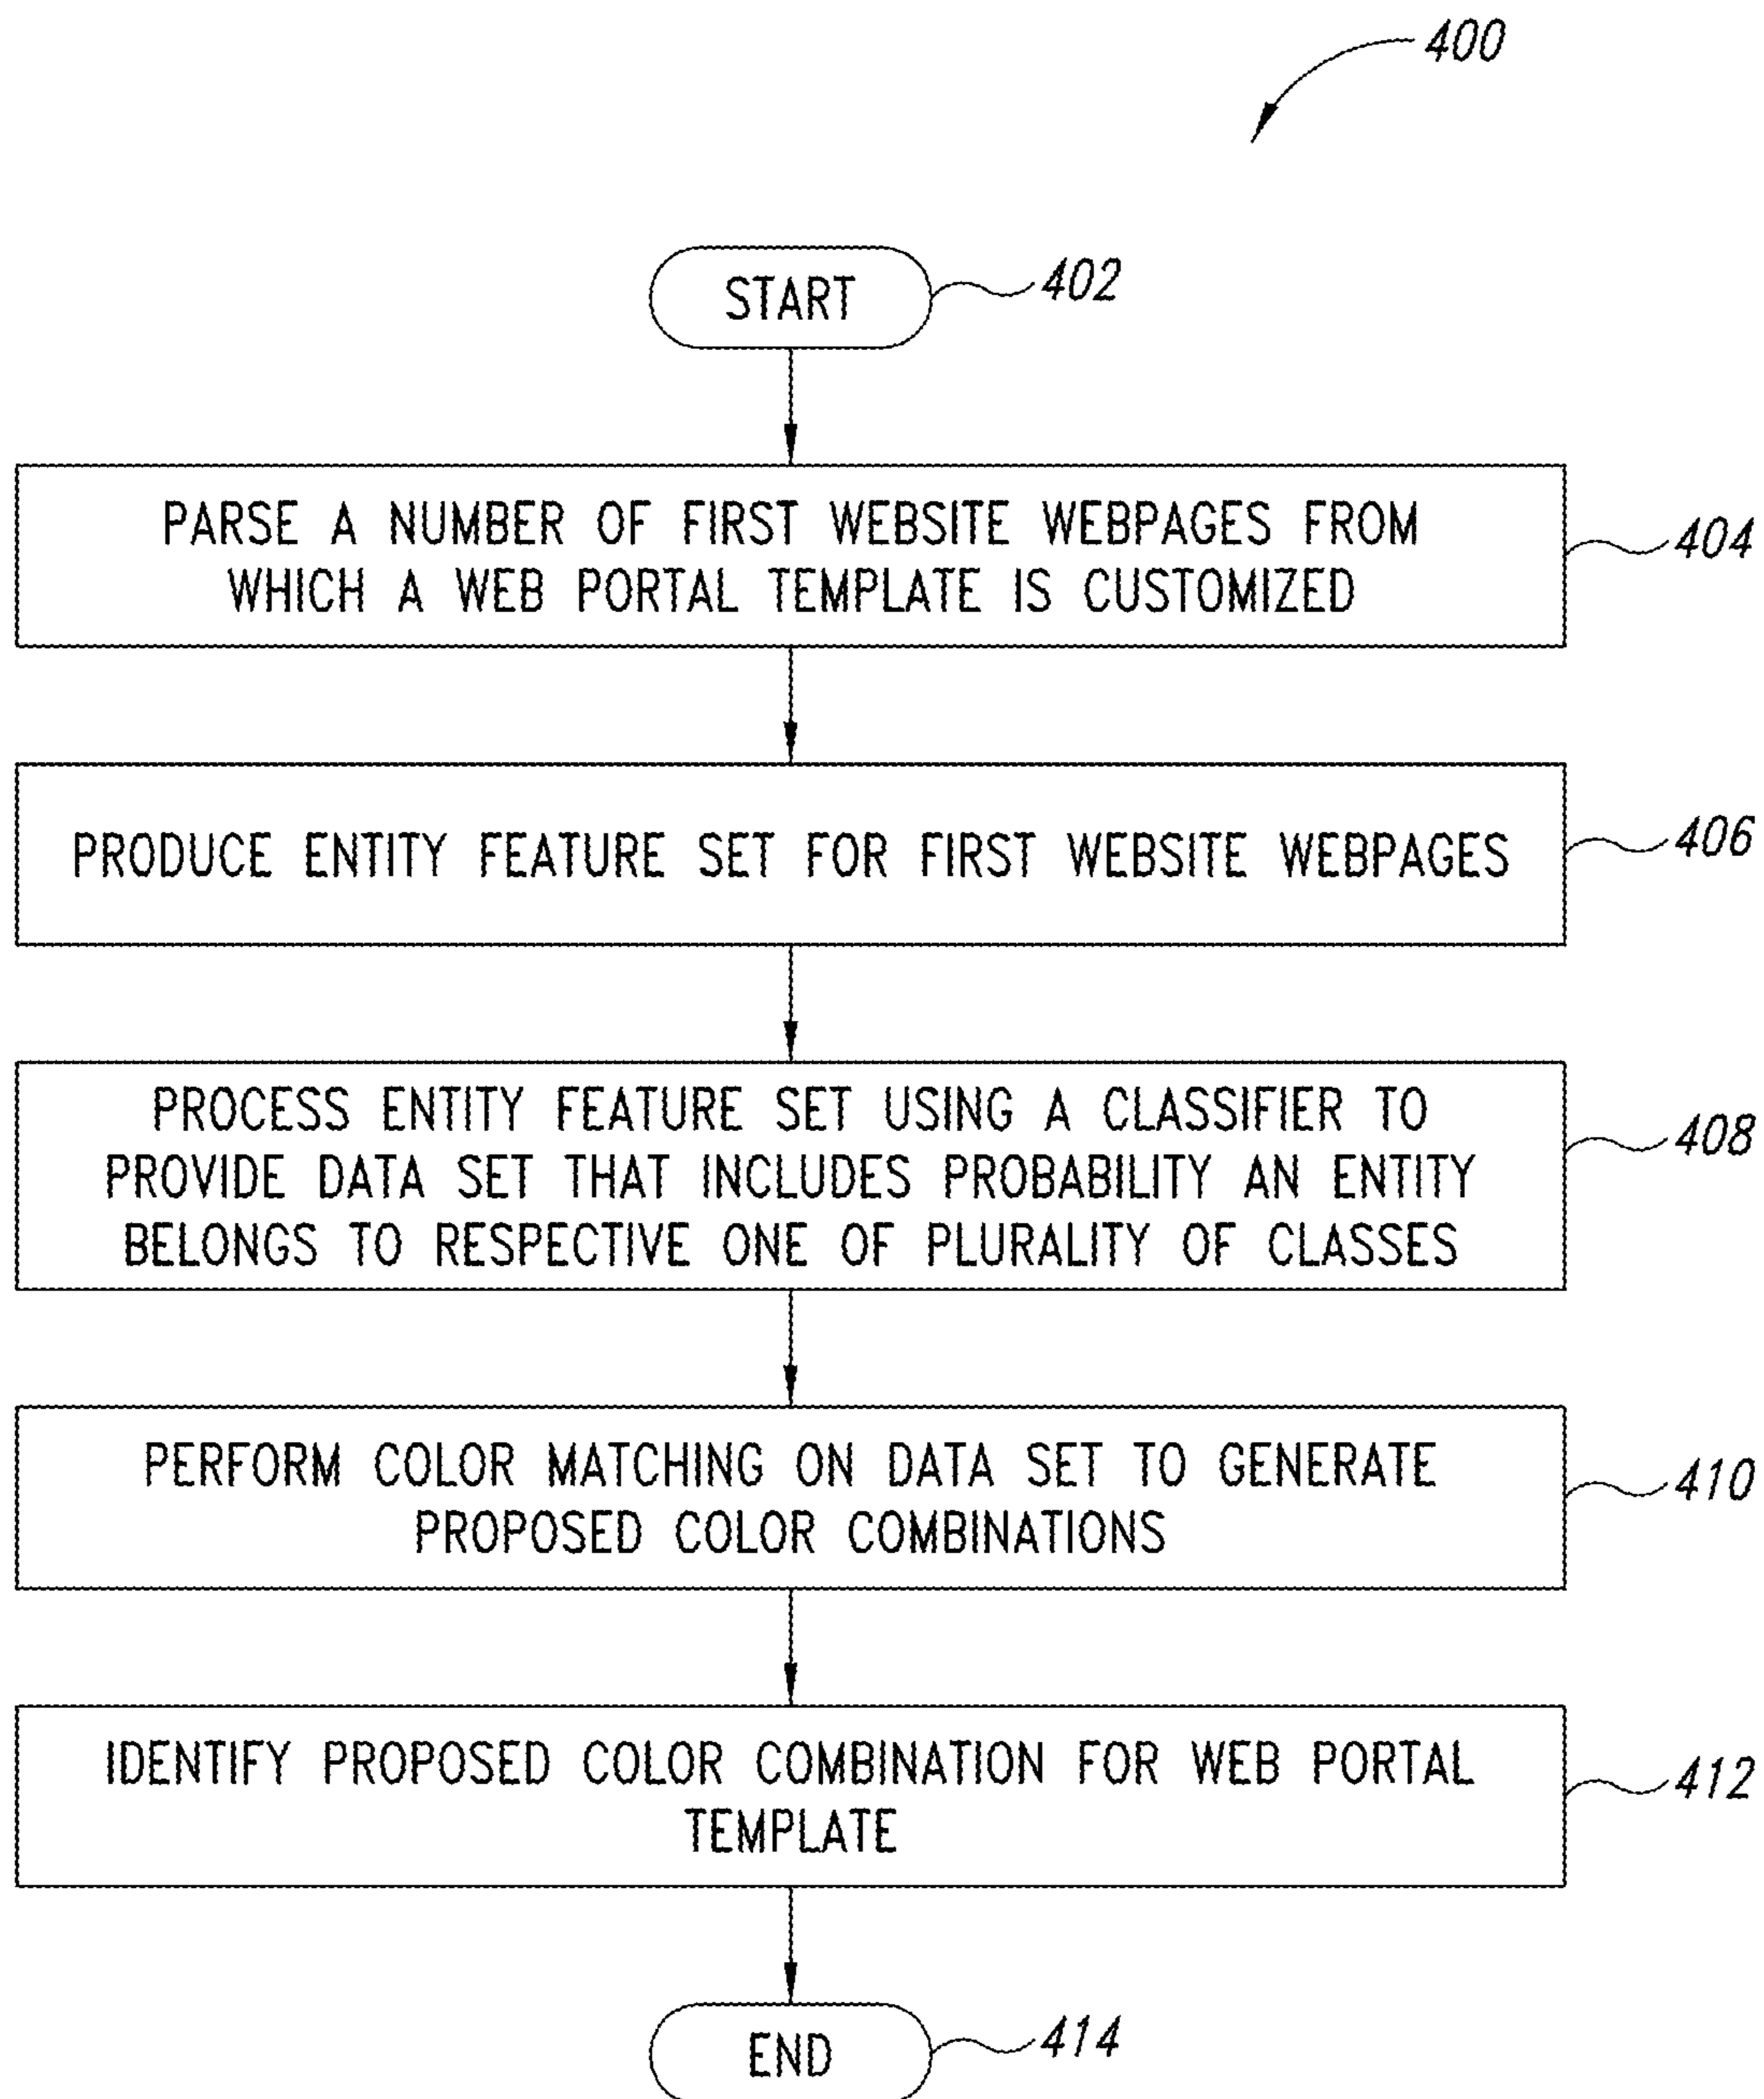 400
START
402
PARSE A NUMBER OF FIRST WEBSITE WEBPAGES FROM
WHICH A WEB PORTAL TEMPLATE IS CUSTOMIZED
404
PRODUCE ENTITY FEATURE SET FOR FIRST WEBSITE WEBPAGES
406
PROCESS ENTITY FEATURE SET USING A CLASSIFIER TO
PROVIDE DATA SET THAT INCLUDES PROBABILITY AN ENTITY
BELONGS TO RESPECTIVE ONE OF PLURALITY OF CLASSES
408
PERFORM COLOR MATCHING ON DATA SET TO GENERATE
PROPOSED COLOR COMBINATIONS
410
IDENTIFY PROPOSED COLOR COMBINATION FOR WEB PORTAL
TEMPLATE
412
END
414